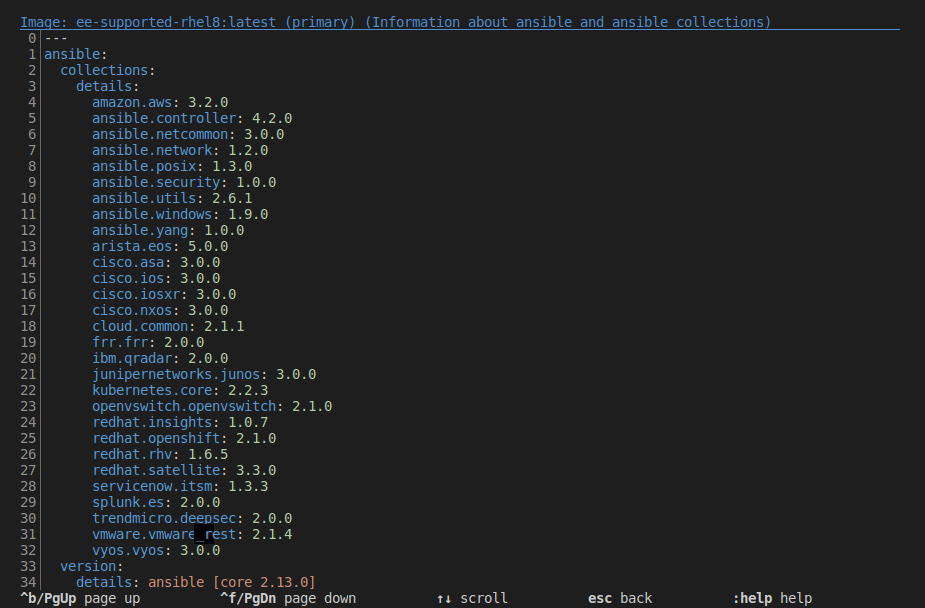 Image: ee-supported-rhel8:latest (primary) (Information about ansible and ansible collections)
0 ---
1 ansible:
2   collections:
3     details:
4       amazon.aws: 3.2.0
5       ansible.controller: 4.2.0
6       ansible.netcommon: 3.0.0
7       ansible.network: 1.2.0
8       ansible.posix: 1.3.0
9       ansible.security: 1.0.0
10       ansible.utils: 2.6.1
11       ansible.windows: 1.9.0
12       ansible.yang: 1.0.0
13       arista.eos: 5.0.0
14       cisco.asa: 3.0.0
15       cisco.ios: 3.0.0
16       cisco.iosxr: 3.0.0
17       cisco.nxos: 3.0.0
18       cloud.common: 2.1.1
19       frr.frr: 2.0.0
20       ibm.qradar: 2.0.0
21       junipernetworks.junos: 3.0.0
22       kubernetes.core: 2.2.3
23       openvswitch.openvswitch: 2.1.0
24       redhat.insights: 1.0.7
25       redhat.openshift: 2.1.0
26       redhat.rhv: 1.6.5
27       redhat.satellite: 3.3.0
28       servicenow.itsm: 1.3.3
29       splunk.es: 2.0.0
30       trendmicro.deepsec: 2.0.0
31       vmware.vmware_rest: 2.1.4
32       vyos.vyos: 3.0.0
33   version:
34     details: ansible [core 2.13.0]
^b/PgUp page up ^f/PgDn page down ↑↓ scroll esc back :help help